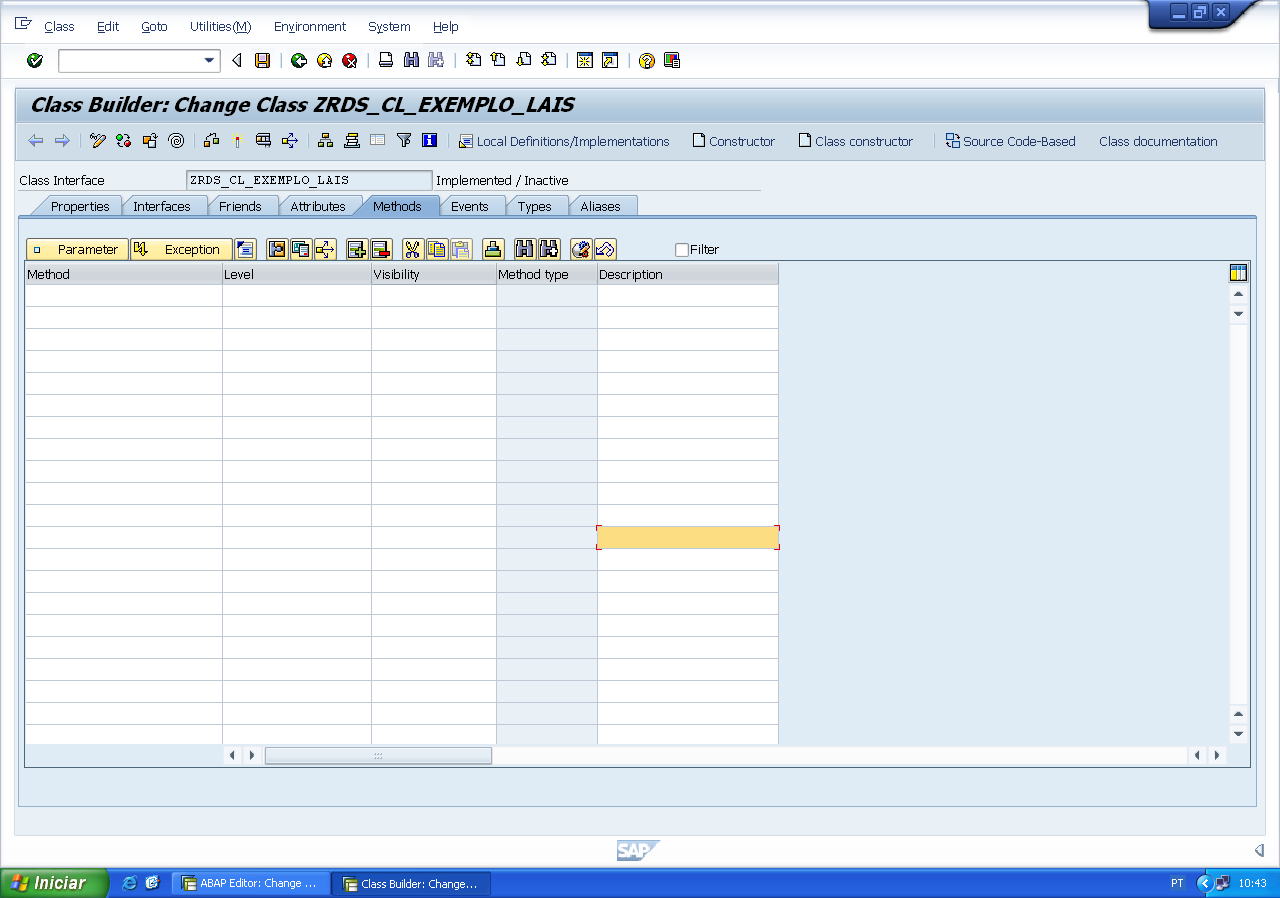 Class Edit Goto Utilities(M) Environment System Help
Class Builder: Change Class ZRDS_CL_EXEMPLO_LAIS
Local Definitions/Implementations Constructor Class constructor Source Code-Based Class documentation
Class Interface ZRDS_CL_EXEMPLO_LAIS Implemented / Inactive
Properties Interfaces Friends Attributes Methods Events Types Aliases
Parameter Exception Filter
Method Level Visibility Method type Description
SAP
Iniciar ABAP Editor: Change ... Class Builder: Change... PT 10:43